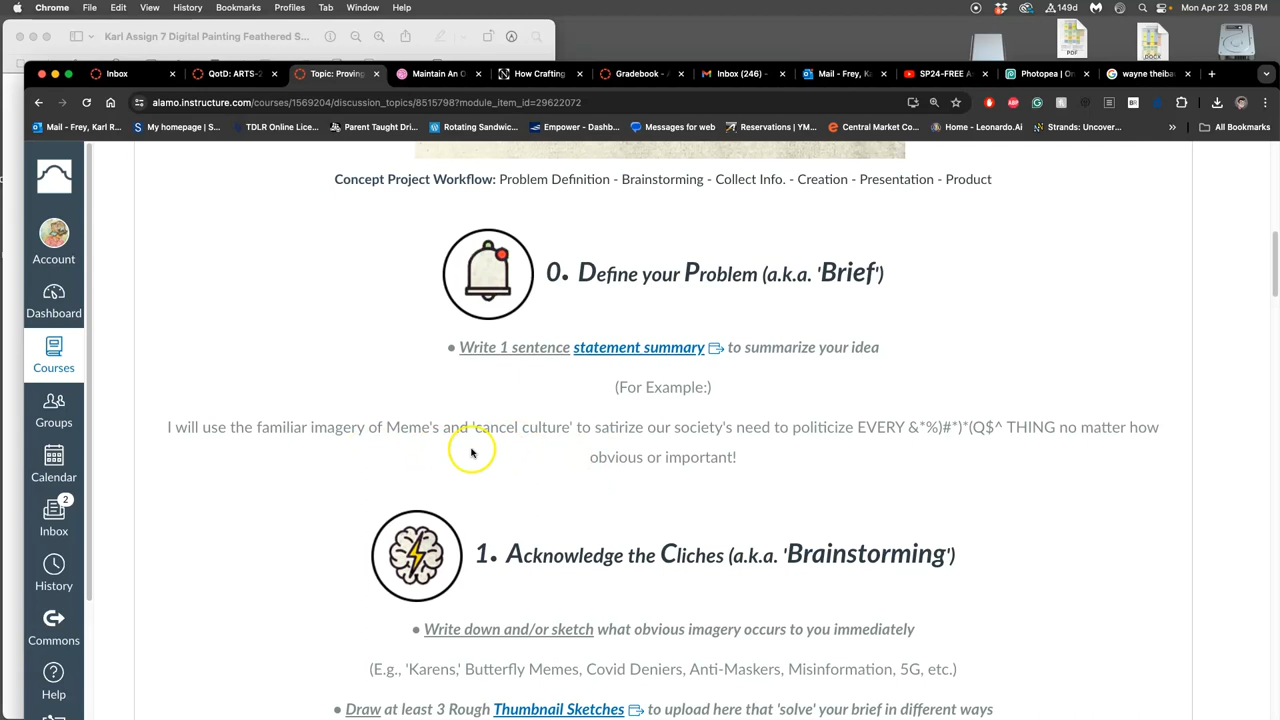 Chrome File Edit View History Bookmarks Profiles Tab Window Help 149d Mon Apr 22 3:08 PM
Karl Assign 7 Digital Painting Feathered S...
PDF
DOCX
Inbox QotD: ARTS-2 Topic: Proving Maintain An O How Crafting Gradebook - A Inbox (246) - Mail - Frey, Ka SP24-FREE As Photopea | On wayne theiba
alamo.instructure.com/courses/1569204/discussion_topics/8515798?module_item_id=29622072
Mail - Frey, Karl R... My homepage | S... TDLR Online Lice... Parent Taught Dri... Rotating Sandwic... Empower - Dashb... Messages for web Reservations | YM... Central Market Co... Home - Leonardo.Ai Strands: Uncover... » All Bookmarks
Concept Project Workflow: Problem Definition - Brainstorming - Collect Info. - Creation - Presentation - Product
Account
Dashboard
Courses
Groups
Calendar
2
Inbox
History
Commons
Help
0. Define your Problem (a.k.a. 'Brief')
• Write 1 sentence statement summary to summarize your idea
(For Example:)
I will use the familiar imagery of Meme's and 'cancel culture' to satirize our society's need to politicize EVERY &*%)#*)*(Q$^ THING no matter how
obvious or important!
1. Acknowledge the Cliches (a.k.a. 'Brainstorming')
• Write down and/or sketch what obvious imagery occurs to you immediately
(E.g., 'Karens,' Butterfly Memes, Covid Deniers, Anti-Maskers, Misinformation, 5G, etc.)
• Draw at least 3 Rough Thumbnail Sketches to upload here that 'solve' your brief in different ways